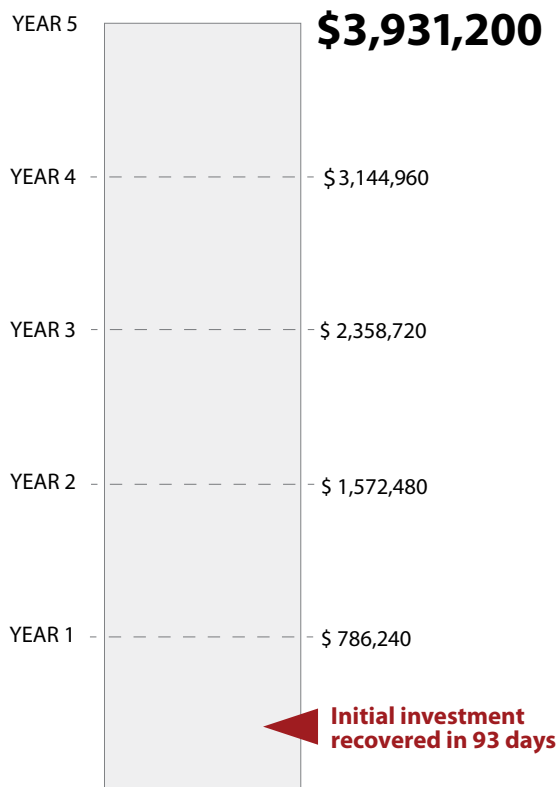 YEAR 5 $3,931,200
YEAR 4 $3,144,960
YEAR 3 $ 2,358,720
YEAR 2 $ 1,572,480
YEAR 1 $ 786,240
Initial investment
recovered in 93 days